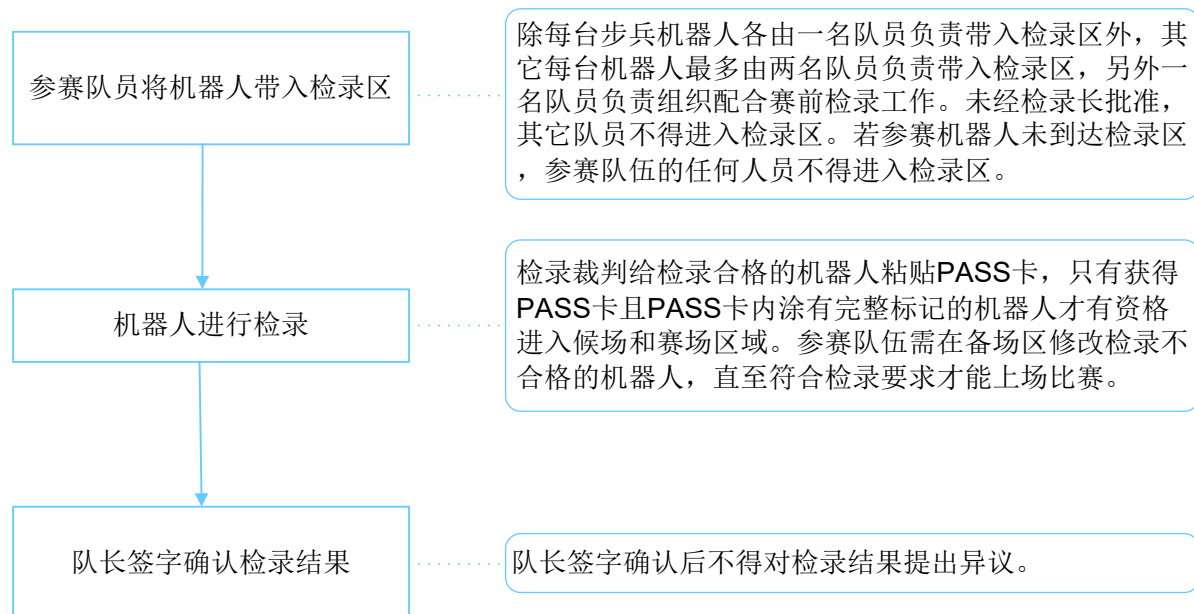 参赛队员将机器人带入检录区
除每台步兵机器人各由一名队员负责带入检录区外，其
它每台机器人最多由两名队员负责带入检录区，另外一
名队员负责组织配合赛前检录工作。未经检录长批准，
其它队员不得进入检录区。若参赛机器人未到达检录区
，参赛队伍的任何人员不得进入检录区。
机器人进行检录
检录裁判给检录合格的机器人粘贴PASS卡，只有获得
PASS卡且PASS卡内涂有完整标记的机器人才有资格
进入候场和赛场区域。参赛队伍需在备场区修改检录不
合格的机器人，直至符合检录要求才能上场比赛。
队长签字确认检录结果
队长签字确认后不得对检录结果提出异议。